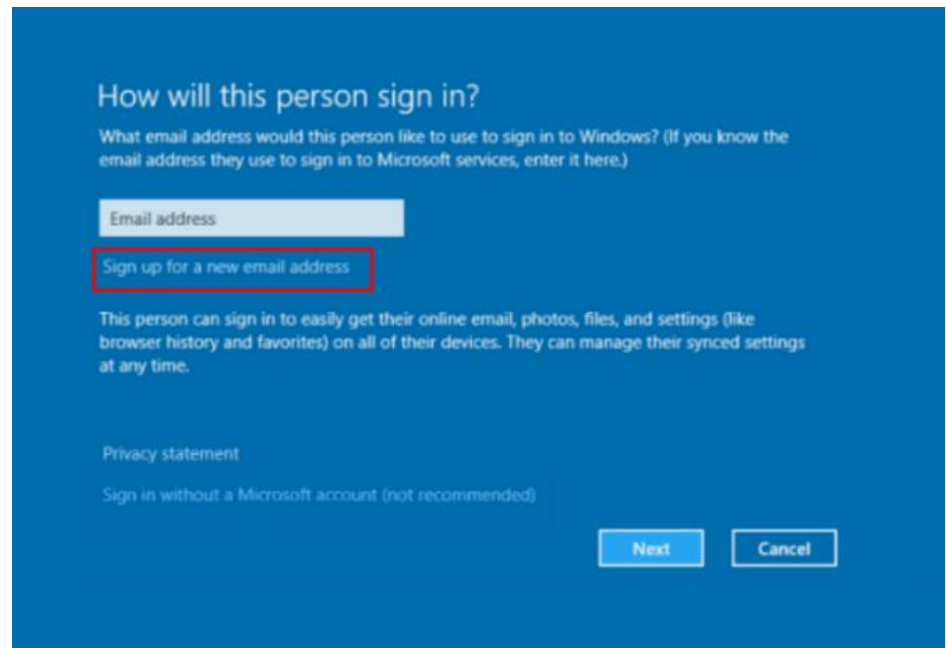 How will this person sign in?
What email address would this person like to use to sign in to Windows? (If you know the
email address they use to sign in to Microsoft services, enter it here.)
Email address
Sign up for a new email address
This person can sign in to easily get their online email, photos, files, and settings (like
browser history and favorites) on all of their devices. They can manage their synced settings
at any time.
Privacy statement
Sign in without a Microsoft account (not recommended)
Next
Cancel